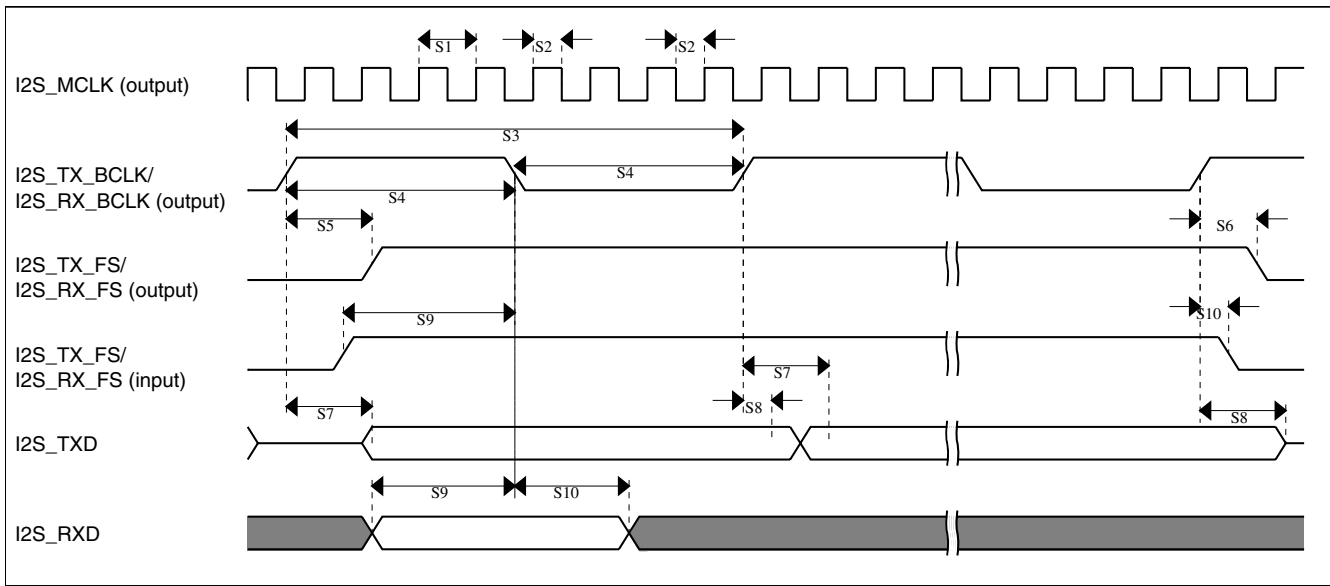 S1
S2
S2
I2S_MCLK (output)
S3
I2S_TX_BCLK/
I2S_RX_BCLK (output)
S4
S4
S5
S6
I2S_TX_FS/
I2S_RX_FS (output)
S9
S10
I2S_TX_FS/
I2S_RX_FS (input)
S7
S7
S8
S8
I2S_TXD
S9
S10
I2S_RXD